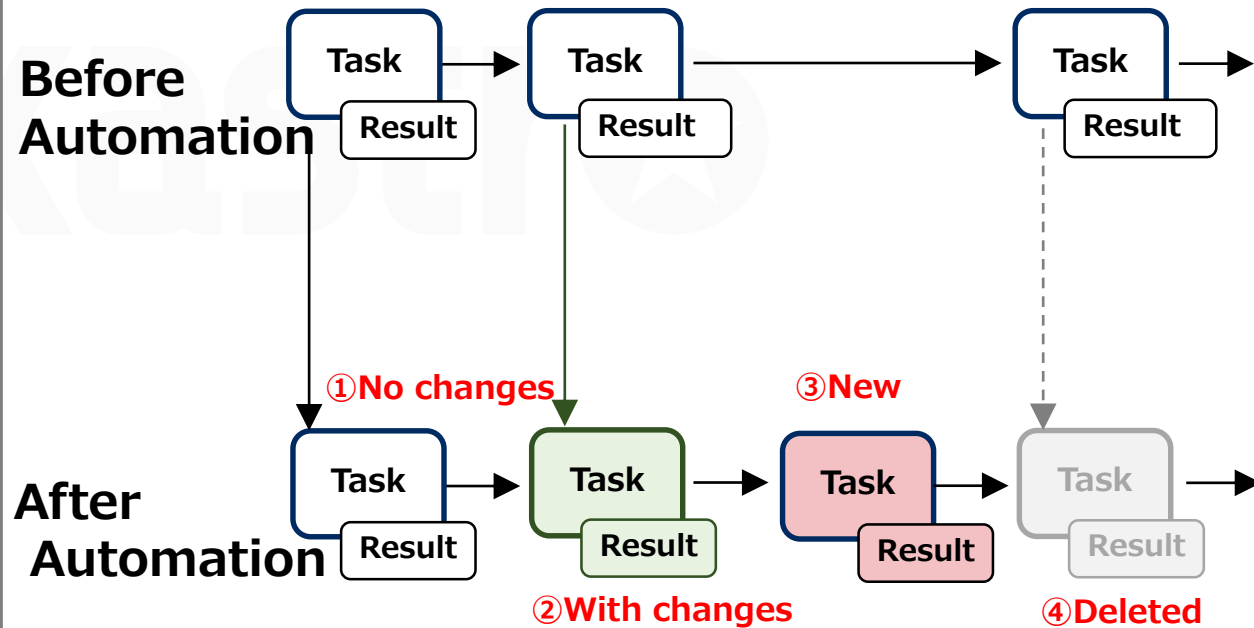 Before
Automation
Task
Result
Task
Result
Task
Result
①No changes
③New
After
Automation
Task
Result
Task
Result
Task
Result
Task
Result
②With changes
④Deleted